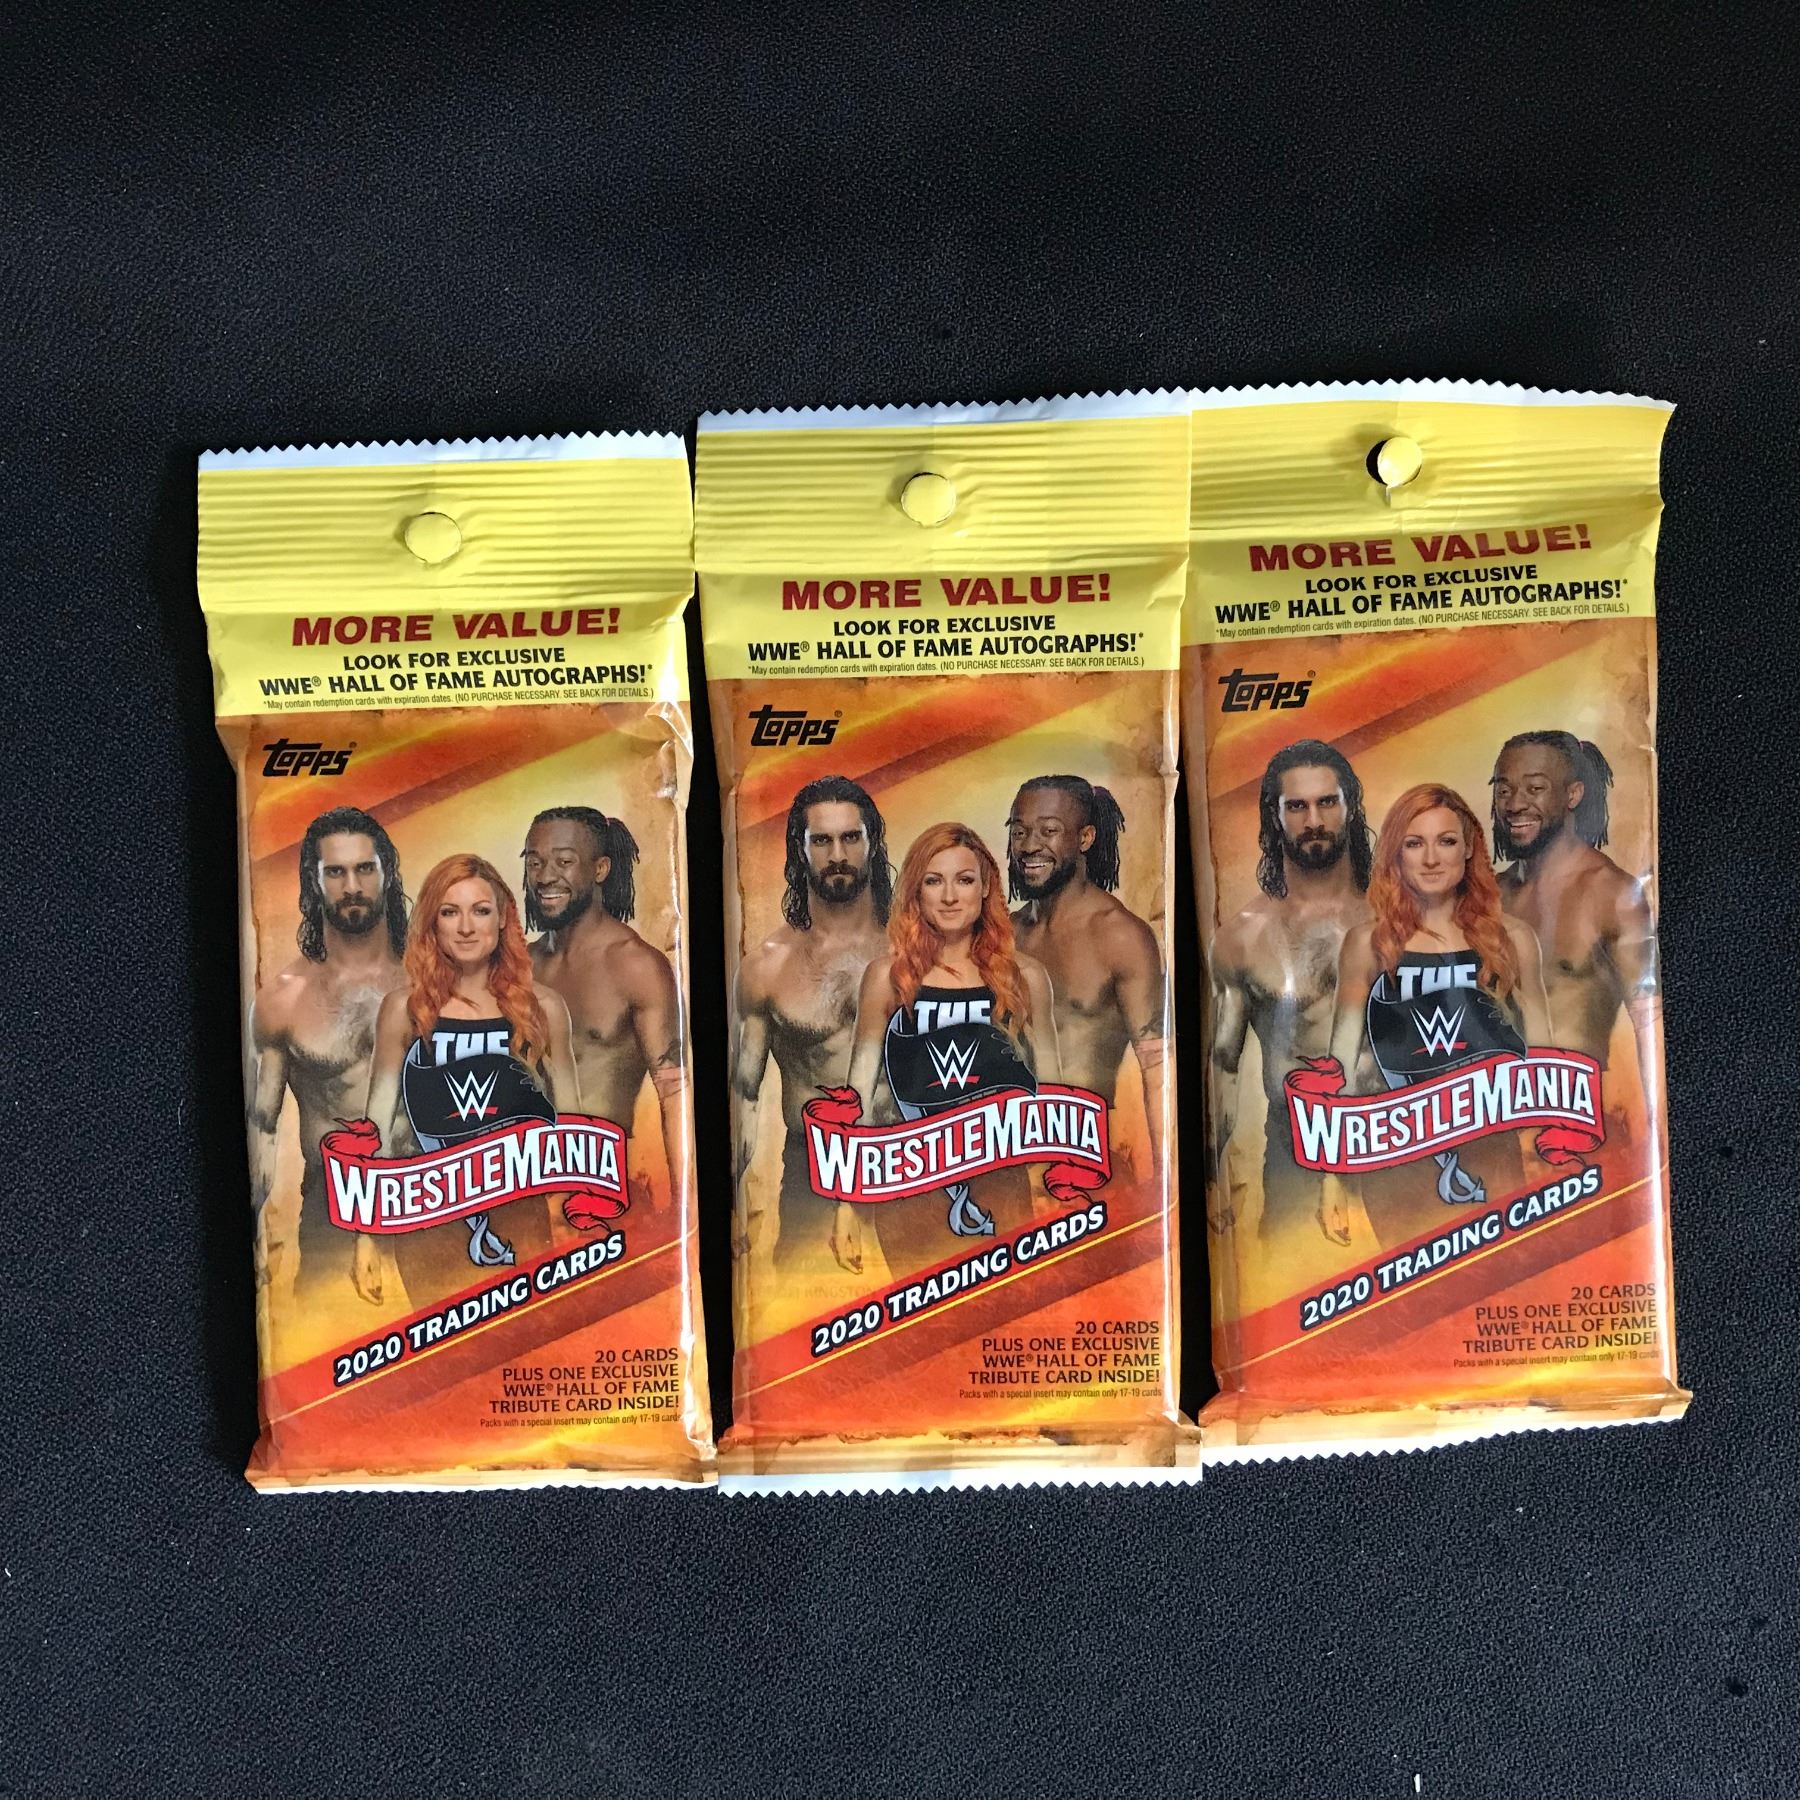 MORE VALUE!
LOOK FOR EXCLUSIVE
WWE® HALL OF FAME AUTOGRAPHS!*
*May contain redemption cards with expiration dates. (NO PURCHASE NECESSARY. SEE BACK FOR DETAILS.)
topps®
THE
W
WRESTLEMANIA
2020 TRADING CARDS
20 CARDS
PLUS ONE EXCLUSIVE
WWE® HALL OF FAME
TRIBUTE CARD INSIDE!
Packs with a special insert may contain only 17-19 cards
MORE VALUE!
LOOK FOR EXCLUSIVE
WWE® HALL OF FAME AUTOGRAPHS!*
*May contain redemption cards with expiration dates. (NO PURCHASE NECESSARY. SEE BACK FOR DETAILS.)
topps®
THE
W
WRESTLEMANIA
2020 TRADING CARDS
20 CARDS
PLUS ONE EXCLUSIVE
WWE® HALL OF FAME
TRIBUTE CARD INSIDE!
Packs with a special insert may contain only 17-19 cards
MORE VALUE!
LOOK FOR EXCLUSIVE
WWE® HALL OF FAME AUTOGRAPHS!*
*May contain redemption cards with expiration dates. (NO PURCHASE NECESSARY. SEE BACK FOR DETAILS.)
topps®
THE
W
WRESTLEMANIA
2020 TRADING CARDS
20 CARDS
PLUS ONE EXCLUSIVE
WWE® HALL OF FAME
TRIBUTE CARD INSIDE!
Packs with a special insert may contain only 17-19 cards